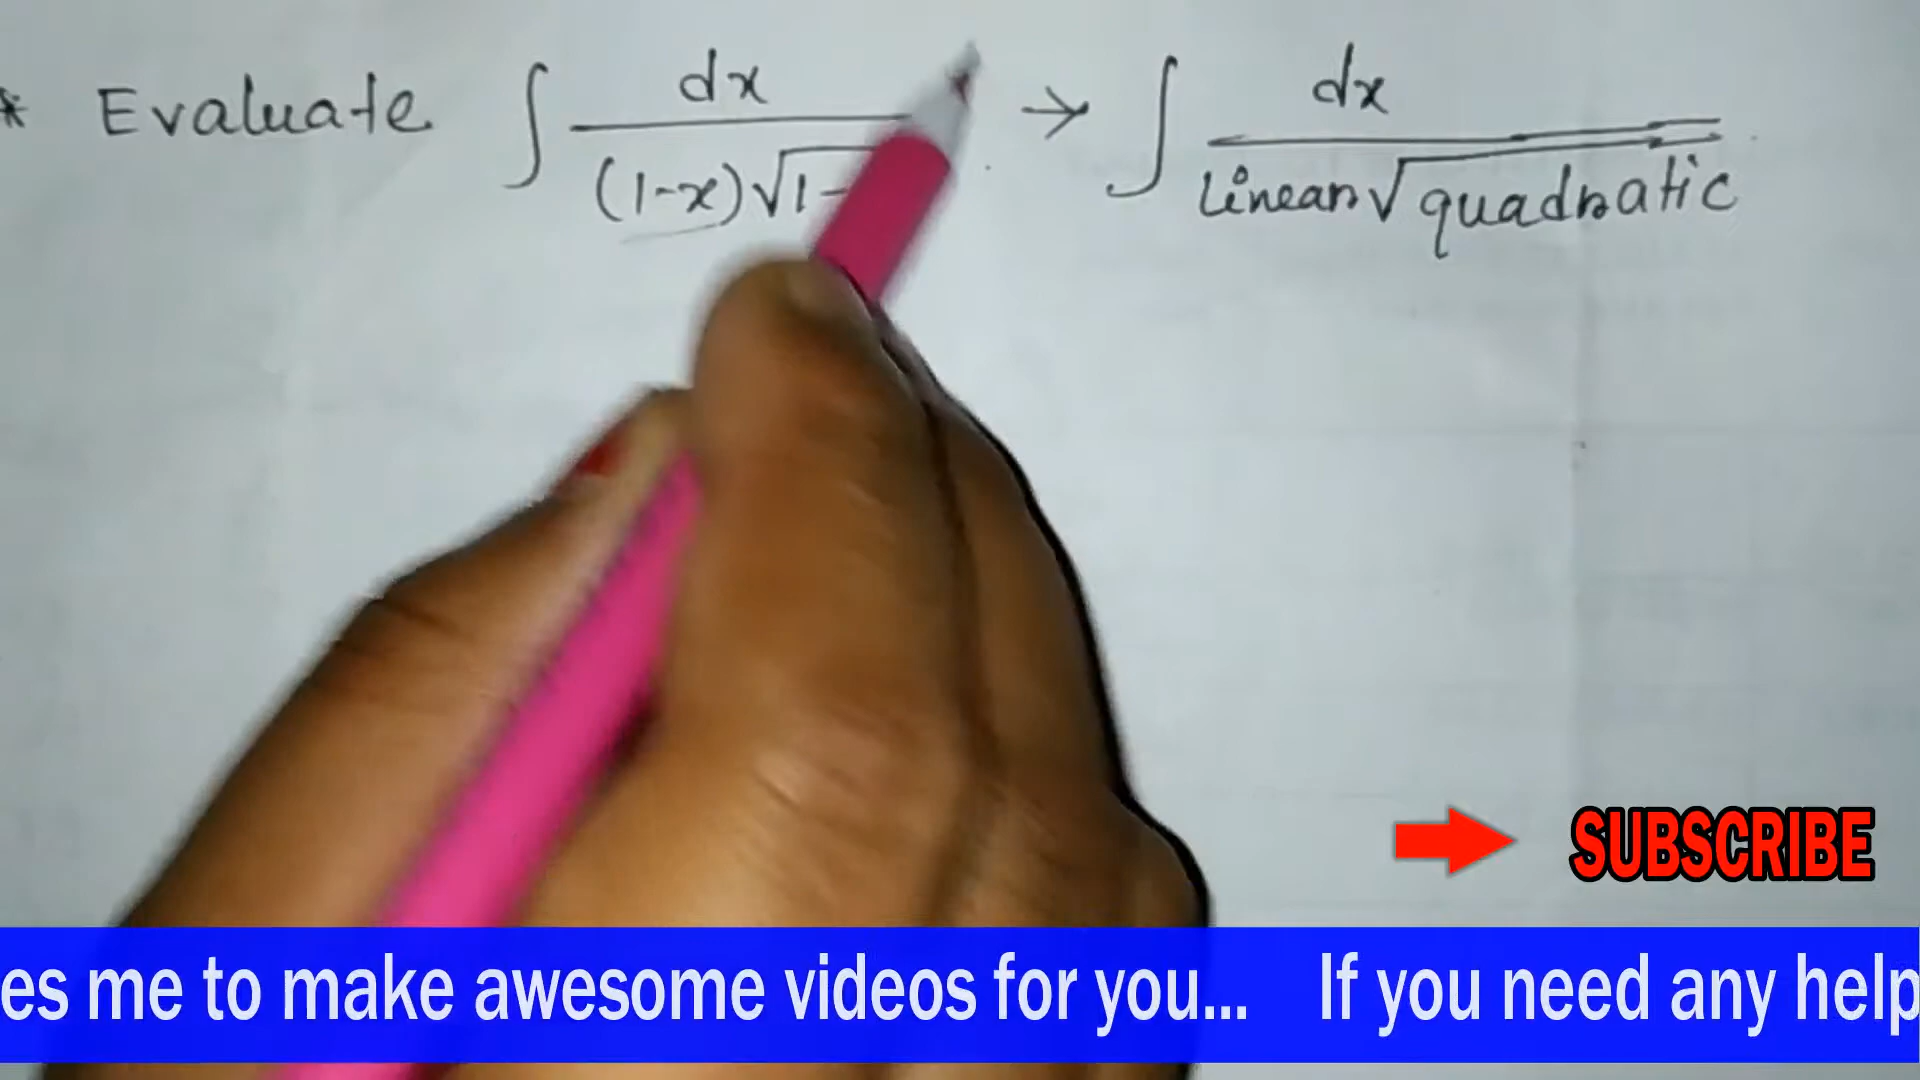 * Evaluate ∫ dx / (1-x)√1- → ∫ dx / linear√quadratic
SUBSCRIBE
es me to make awesome videos for you... If you need any help